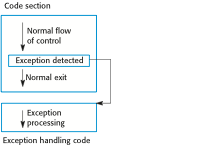 Code section
Normal flow
of control
Exception detected
Normal exit
Exception
processing
Exception handling code